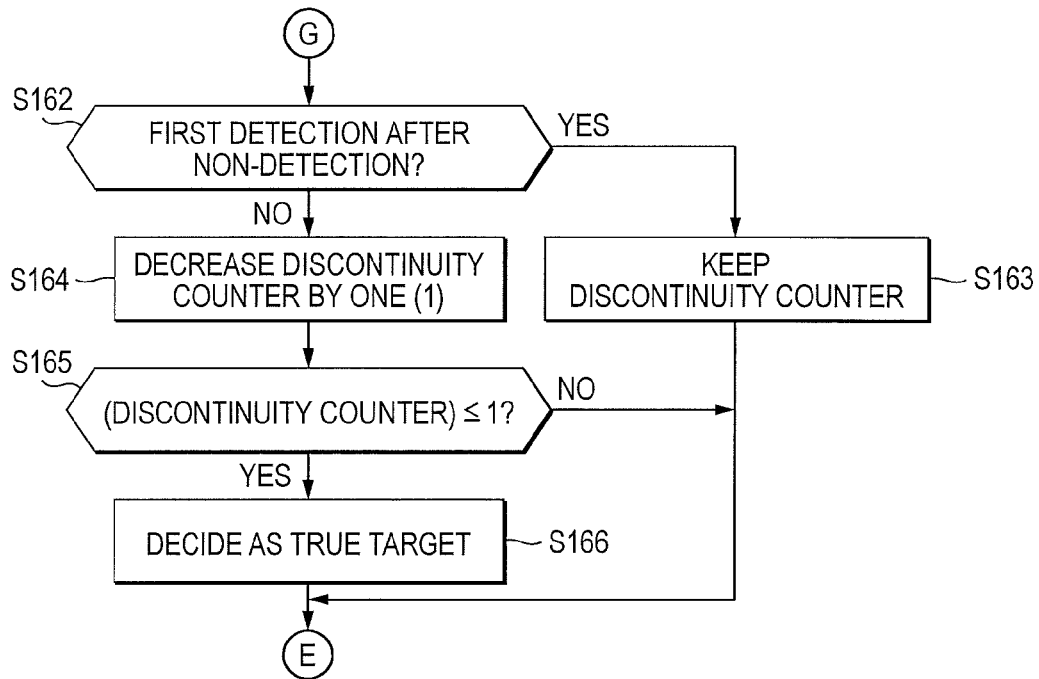 G
S162
FIRST DETECTION AFTER
NON-DETECTION?
YES
NO
S164
DECREASE DISCONTINUITY
COUNTER BY ONE (1)
KEEP
DISCONTINUITY COUNTER
S163
S165
(DISCONTINUITY COUNTER) ≤ 1?
NO
YES
DECIDE AS TRUE TARGET
S166
E